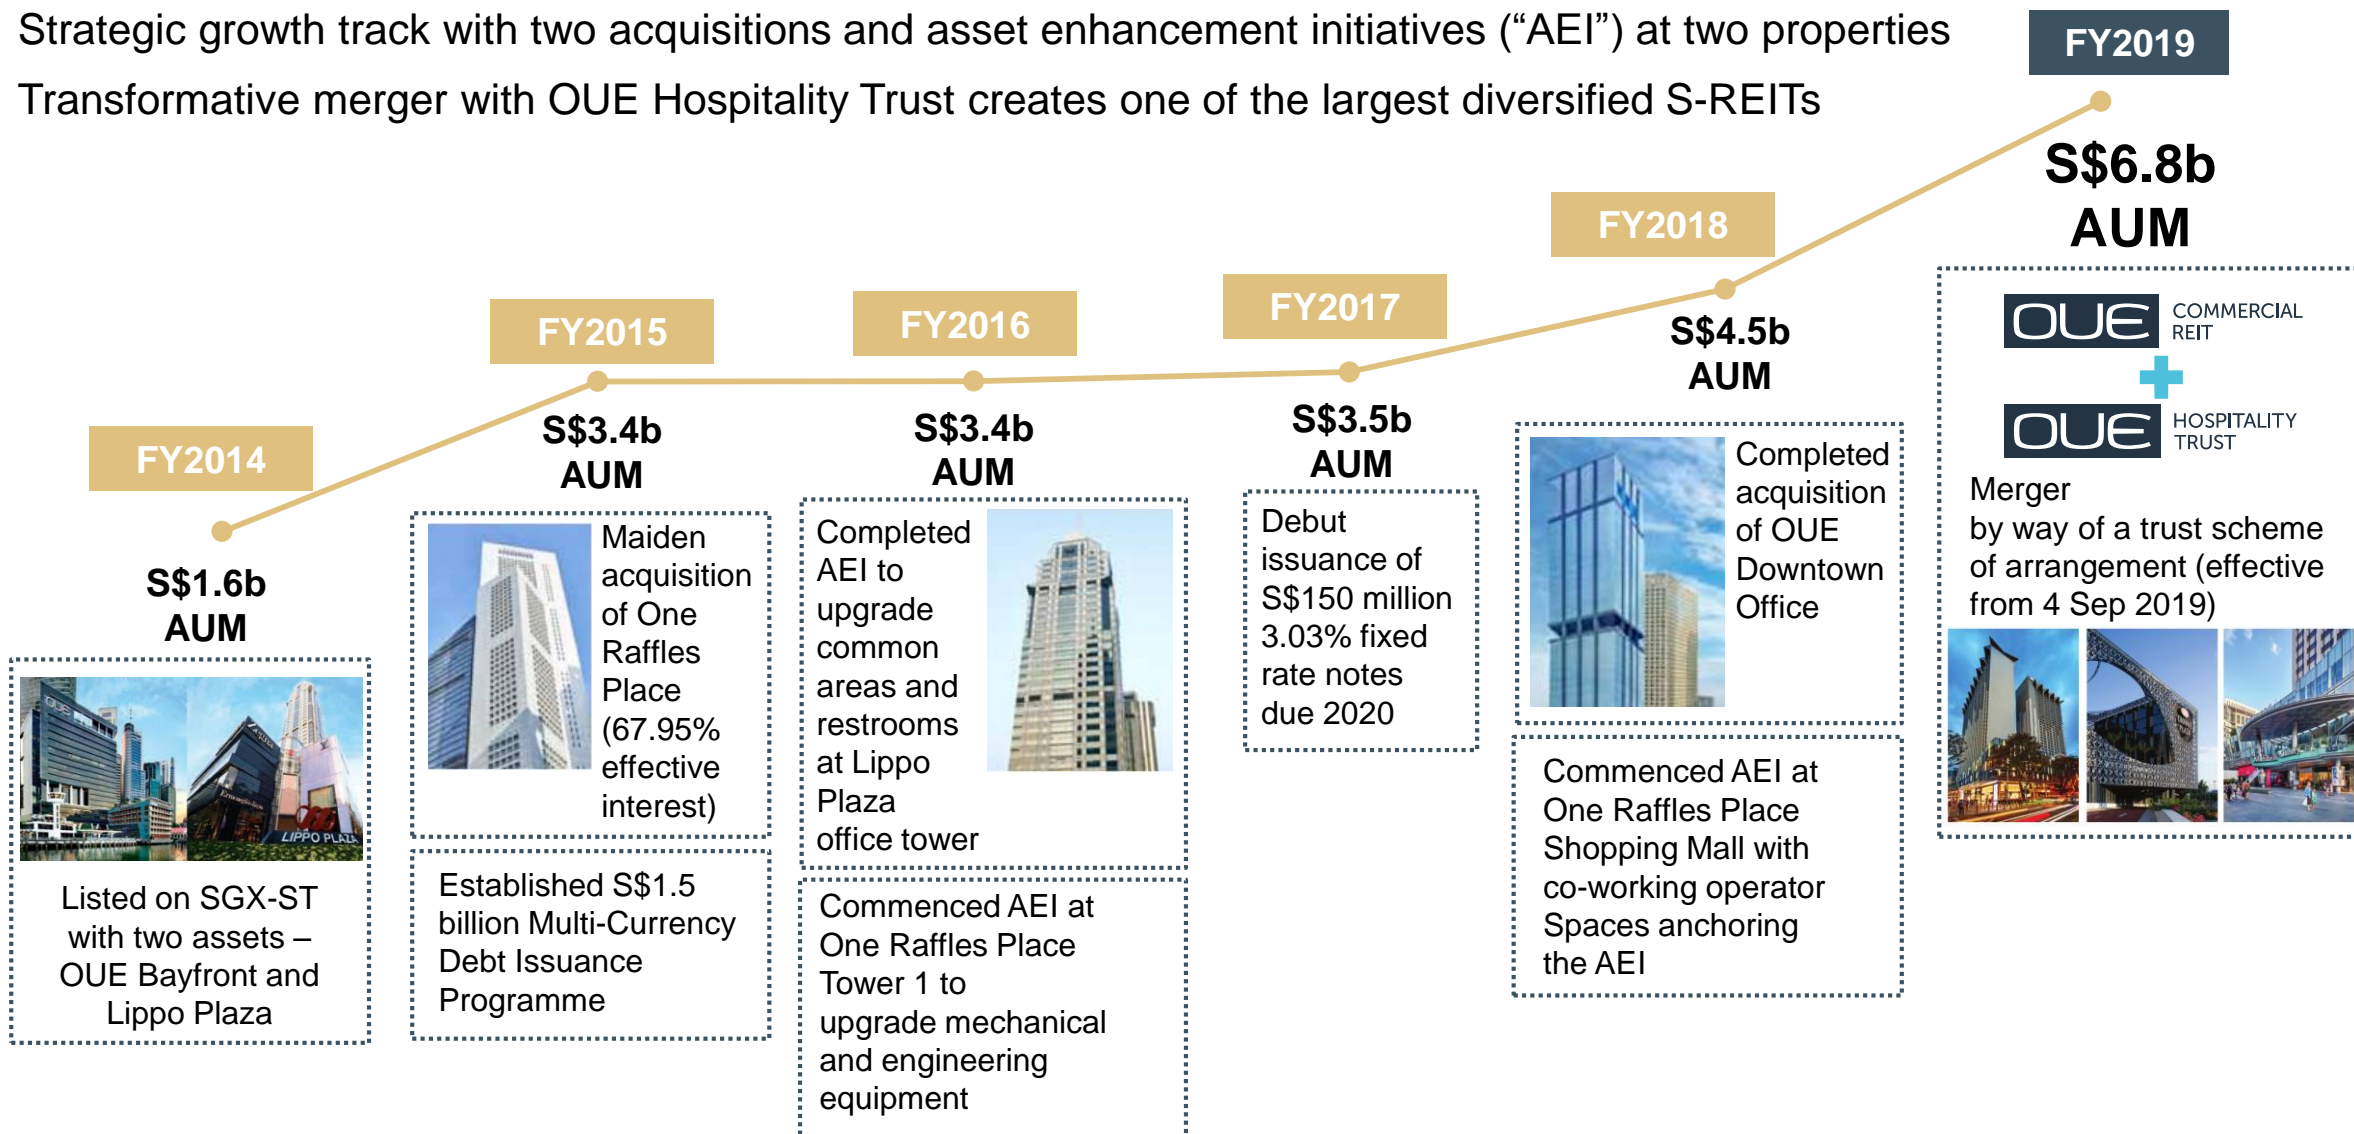 Strategic growth track with two acquisitions and asset enhancement initiatives (“AEI”) at two properties
Transformative merger with OUE Hospitality Trust creates one of the largest diversified S-REITs
FY2014
S$1.6b
AUM
OUE
LIPPO PLAZA
Listed on SGX-ST
with two assets –
OUE Bayfront and
Lippo Plaza
FY2015
S$3.4b
AUM
Maiden
acquisition
of One
Raffles
Place
(67.95%
effective
interest)
Established S$1.5
billion Multi-Currency
Debt Issuance
Programme
FY2016
S$3.4b
AUM
Completed
AEI to
upgrade
common
areas and
restrooms
at Lippo
Plaza
office tower
Commenced AEI at
One Raffles Place
Tower 1 to
upgrade mechanical
and engineering
equipment
FY2017
S$3.5b
AUM
Debut
issuance of
S$150 million
3.03% fixed
rate notes
due 2020
FY2018
S$4.5b
AUM
Completed
acquisition
of OUE
Downtown
Office
Commenced AEI at
One Raffles Place
Shopping Mall with
co-working operator
Spaces anchoring
the AEI
FY2019
S$6.8b
AUM
OUE COMMERCIAL
REIT
OUE HOSPITALITY
TRUST
Merger
by way of a trust scheme
of arrangement (effective
from 4 Sep 2019)